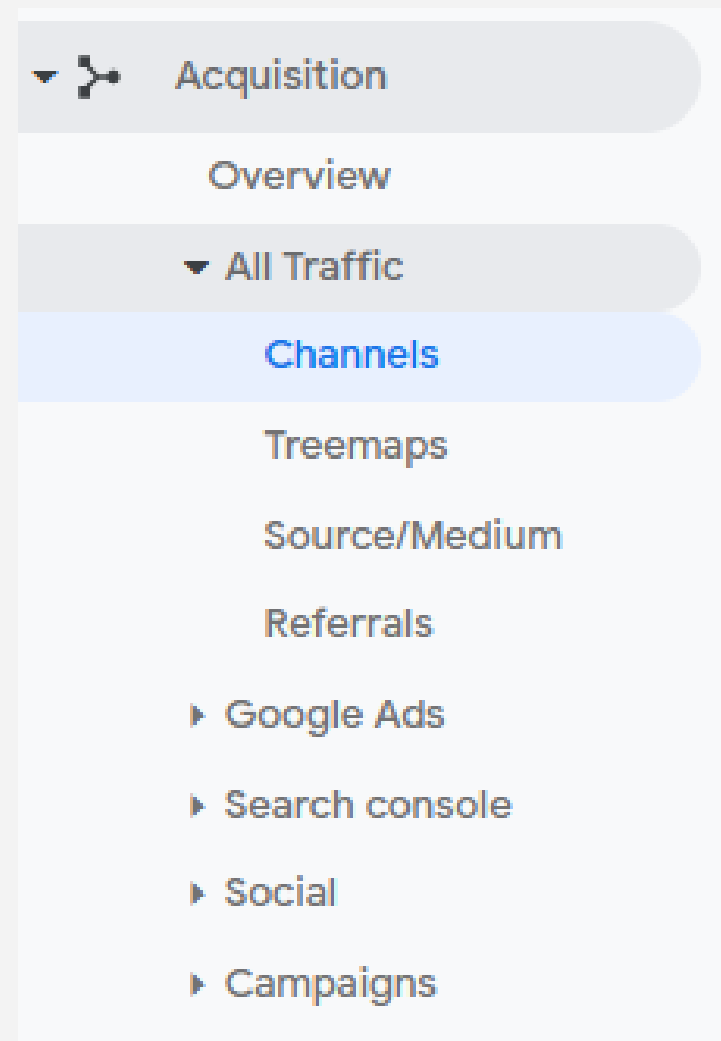 Acquisition
Overview
All Traffic
Channels
Treemaps
Source/Medium
Referrals
Google Ads
Search console
Social
Campaigns